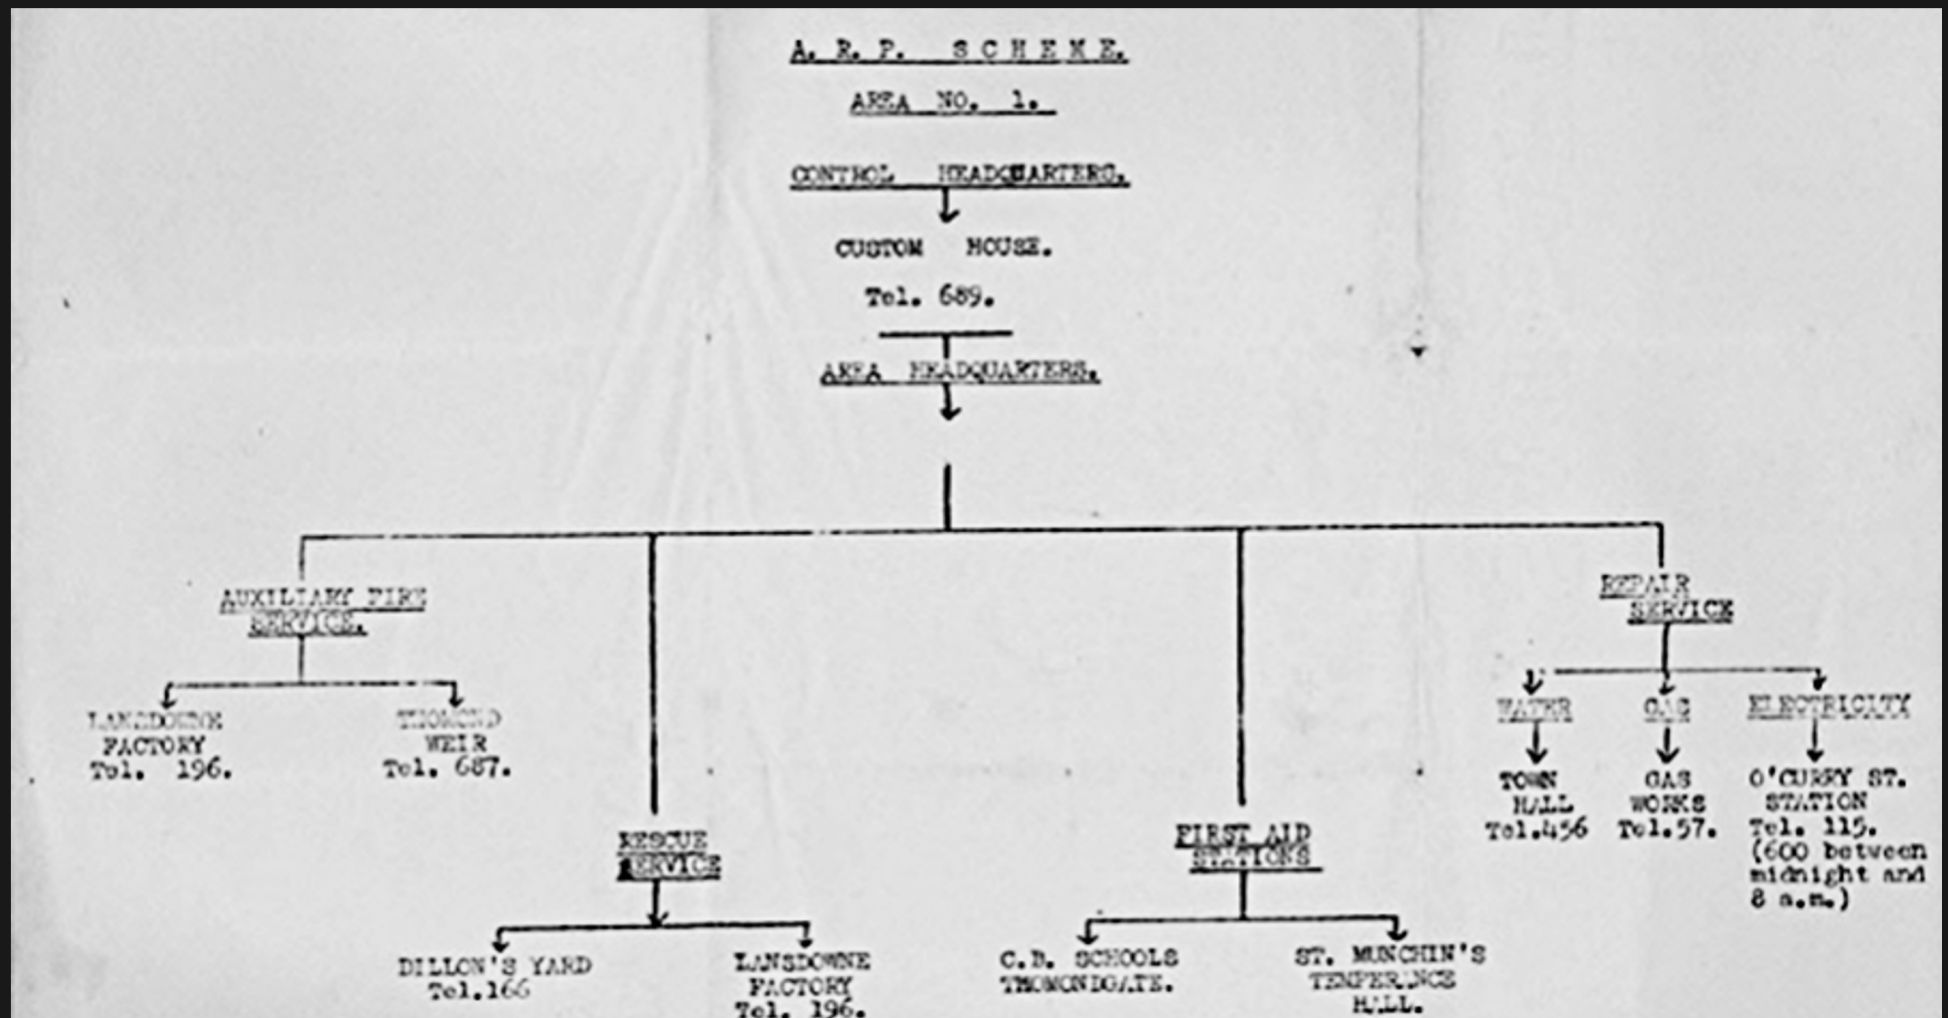 A. R. P. SCHEME.
AREA NO. 1.
CONTROL HEADQUARTERS.
CUSTOM HOUSE.
Tel. 689.
AREA HEADQUARTERS.
AUXILIARY FIRE
SERVICE.
LANSDOWNE
FACTORY
Tel. 196.
THOMOND
WEIR
Tel. 687.
RESCUE
SERVICE
DILLON'S YARD
Tel.166
LANSDOWNE
FACTORY
Tel. 196.
FIRST AID
STATIONS
C.B. SCHOOLS
THOMONDGATE.
ST. MUNCHIN'S
TEMPERANCE
HALL.
REPAIR
SERVICE
WATER
TOWN
HALL
Tel.456
GAS
GAS
WORKS
Tel.57.
ELECTRICITY
O'CURRY ST.
STATION
Tel. 115.
(600 between
midnight and
8 a.m.)